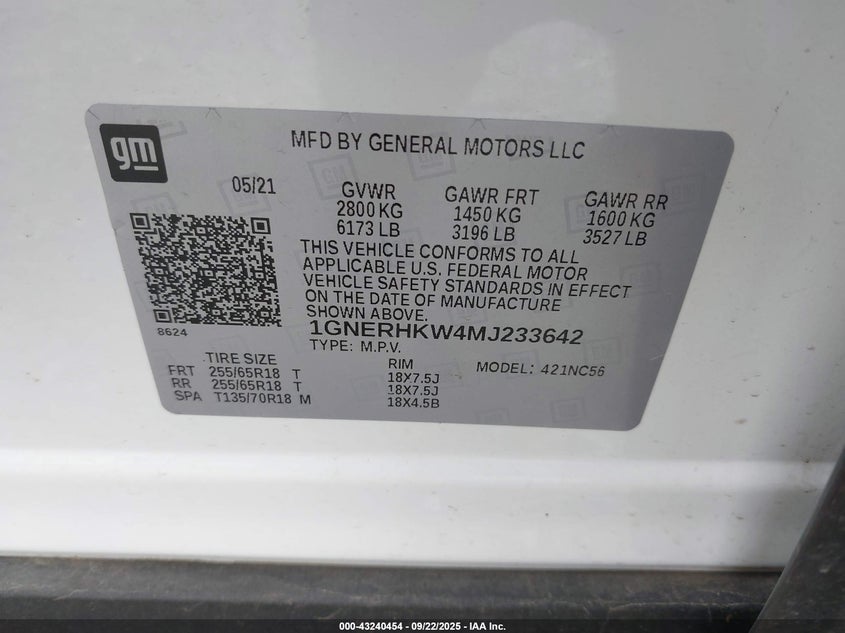 gm
MFD BY GENERAL MOTORS LLC
05/21
GVWR
2800 KG
6173 LB
GAWR FRT
1450 KG
3196 LB
GAWR RR
1600 KG
3527 LB
THIS VEHICLE CONFORMS TO ALL
APPLICABLE U.S. FEDERAL MOTOR
VEHICLE SAFETY STANDARDS IN EFFECT
ON THE DATE OF MANUFACTURE
SHOWN ABOVE.
8624
1GNERHKW4MJ233642
TYPE: M.P.V.
TIRE SIZE RIM MODEL: 421NC56
FRT 255/65R18 T 18X7.5J
RR 255/65R18 T 18X7.5J
SPA T135/70R18 M 18X4.5B
000-43240454 - 09/22/2025 - IAA Inc.